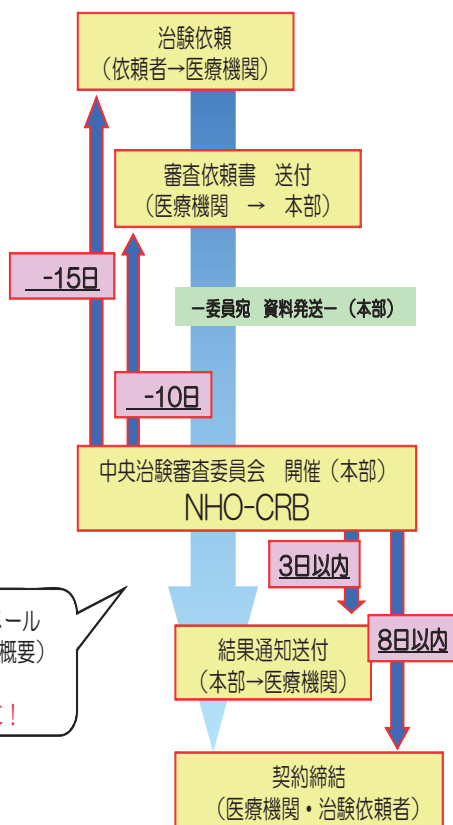 治験依頼
（依頼者→医療機関）
審査依頼書　送付
（医療機関　→　本部）
-15日
－委員宛　資料発送－（本部）
-10日
中央治験審査委員会　開催（本部）
NHO-CRB
3日以内
ール
概要）
！
結果通知送付
（本部→医療機関）
8日以内
契約締結
（医療機関・治験依頼者）